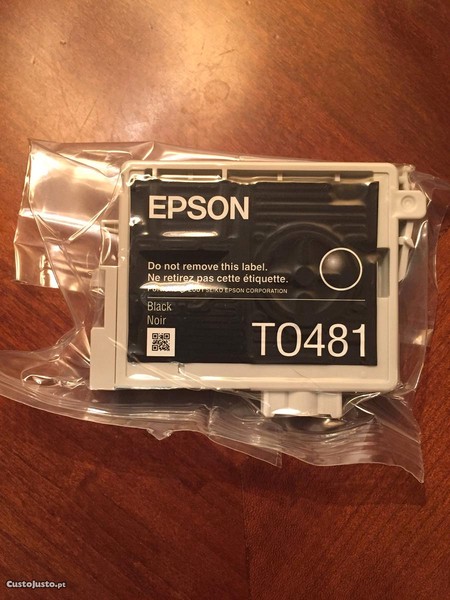 EPSON
Do not remove this label.
Ne retirez pas cette étiquette.
SEIKO EPSON CORPORATION
Black
Noir
T0481
CustoJusto.pt